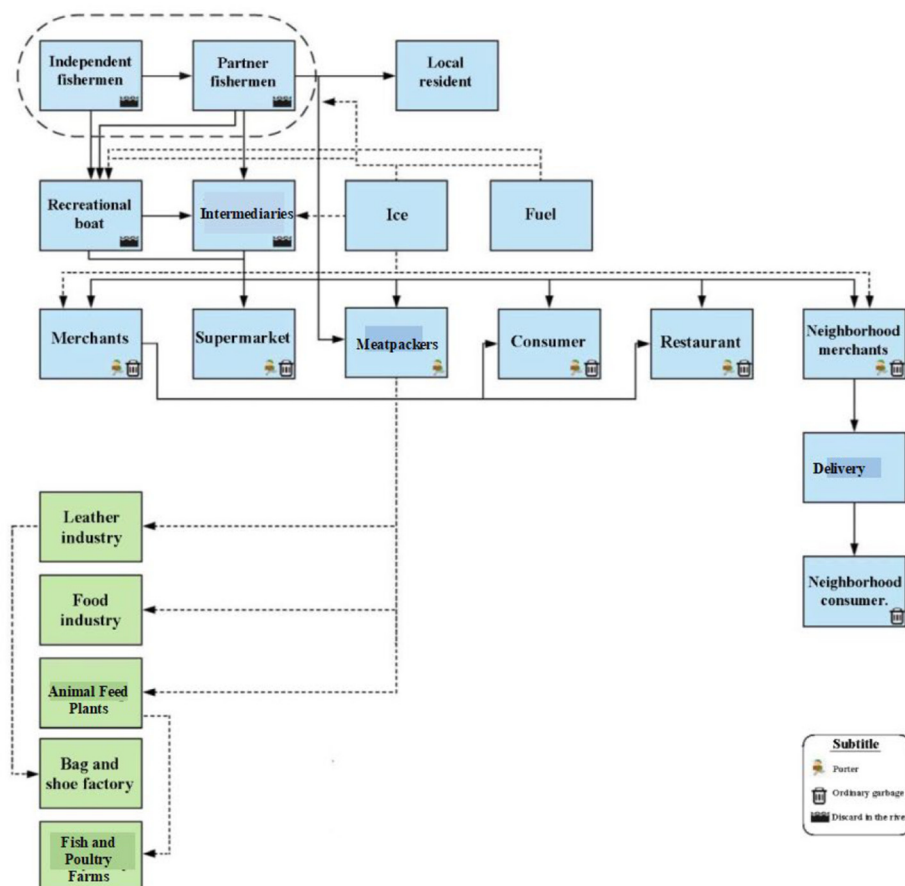 Independent
fishermen
Partner
fishermen
Local
resident
Recreational
boat
Intermediaries
Ice
Fuel
Merchants
Supermarket
Meatpackers
Consumer
Restaurant
Neighborhood
merchants
Delivery
Neighborhood
consumer.
Leather
industry
Food
industry
Animal Feed
Plants
Bag and
shoe factory
Fish and
Poultry
Farms
Subtitle
Porter
Ordinary gurbage
Discard in the rive